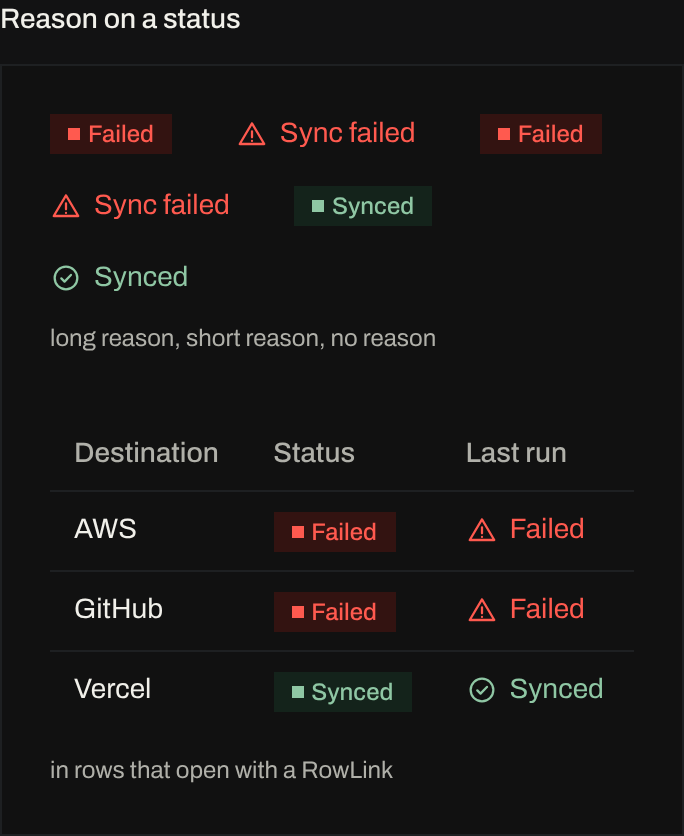 Reason on a status
Failed Sync failed Failed
Sync failed Synced
Synced
long reason, short reason, no reason
Destination Status Last run
AWS Failed Failed
GitHub Failed Failed
Vercel Synced Synced
in rows that open with a RowLink